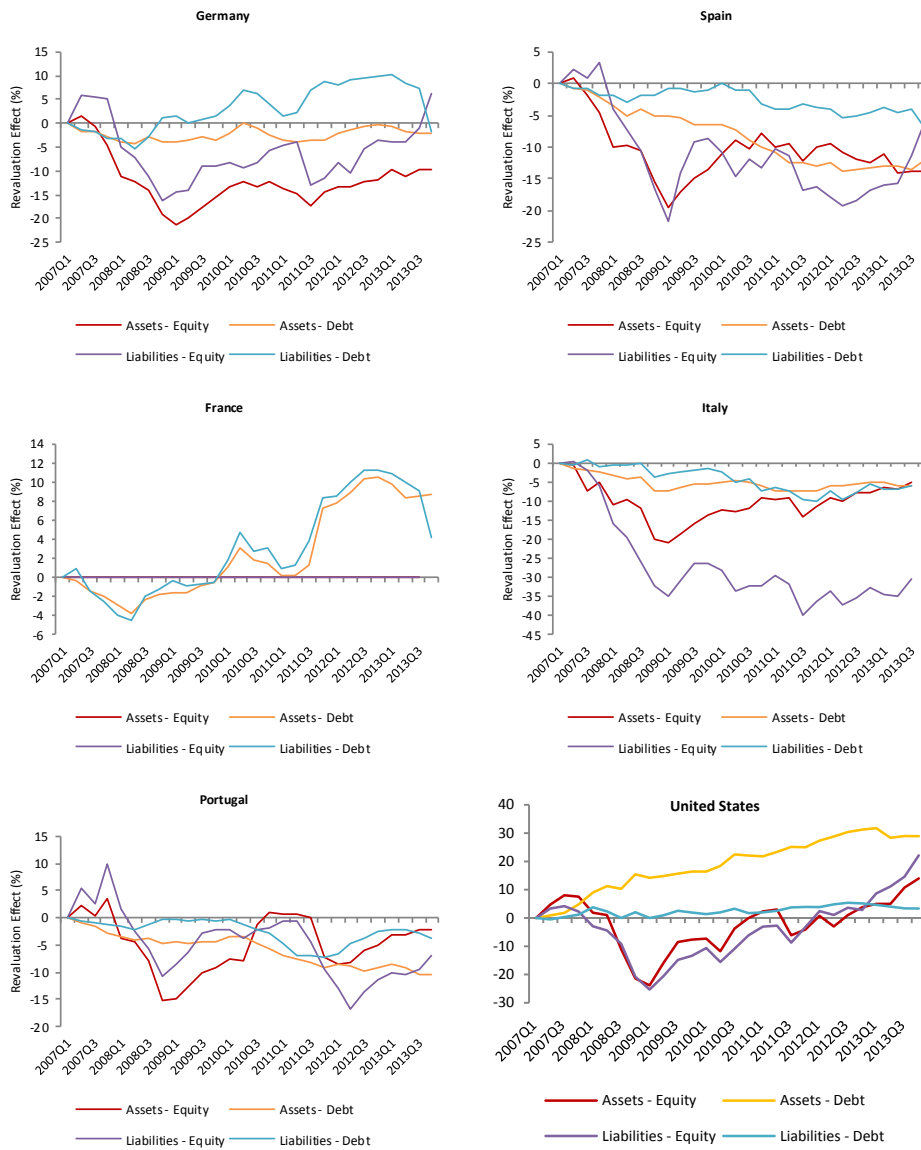 Germany
Revaluation Effect (%)
15
10
5
0
-5
-10
-15
-20
-25
2007Q1
2007Q3
2008Q1
2008Q3
2009Q1
2009Q3
2010Q1
2010Q3
2011Q1
2011Q3
2012Q1
2012Q3
2013Q1
2013Q3
Assets - Equity
Assets - Debt
Liabilities - Equity
Liabilities - Debt
Spain
Revaluation Effect (%)
5
0
-5
-10
-15
-20
-25
2007Q1
2007Q3
2008Q1
2008Q3
2009Q1
2009Q3
2010Q1
2010Q3
2011Q1
2011Q3
2012Q1
2012Q3
2013Q1
2013Q3
Assets - Equity
Assets - Debt
Liabilities - Equity
Liabilities - Debt
France
Revaluation Effect (%)
14
12
10
8
6
4
2
0
-2
-4
-6
2007Q1
2007Q3
2008Q1
2008Q3
2009Q1
2009Q3
2010Q1
2010Q3
2011Q1
2011Q3
2012Q1
2012Q3
2013Q1
2013Q3
Assets - Equity
Assets - Debt
Liabilities - Equity
Liabilities - Debt
Italy
Revaluation Effect (%)
5
0
-5
-10
-15
-20
-25
-30
-35
-40
-45
2007Q1
2007Q3
2008Q1
2008Q3
2009Q1
2009Q3
2010Q1
2010Q3
2011Q1
2011Q3
2012Q1
2012Q3
2013Q1
2013Q3
Assets - Equity
Assets - Debt
Liabilities - Equity
Liabilities - Debt
Portugal
Revaluation Effect (%)
15
10
5
0
-5
-10
-15
-20
2007Q1
2007Q3
2008Q1
2008Q3
2009Q1
2009Q3
2010Q1
2010Q3
2011Q1
2011Q3
2012Q1
2012Q3
2013Q1
2013Q3
Assets - Equity
Assets - Debt
Liabilities - Equity
Liabilities - Debt
United States
40
30
20
10
0
-10
-20
-30
2007Q1
2007Q3
2008Q1
2008Q3
2009Q1
2009Q3
2010Q1
2010Q3
2011Q1
2011Q3
2012Q1
2012Q3
2013Q1
2013Q3
Assets - Equity
Assets - Debt
Liabilities - Equity
Liabilities - Debt